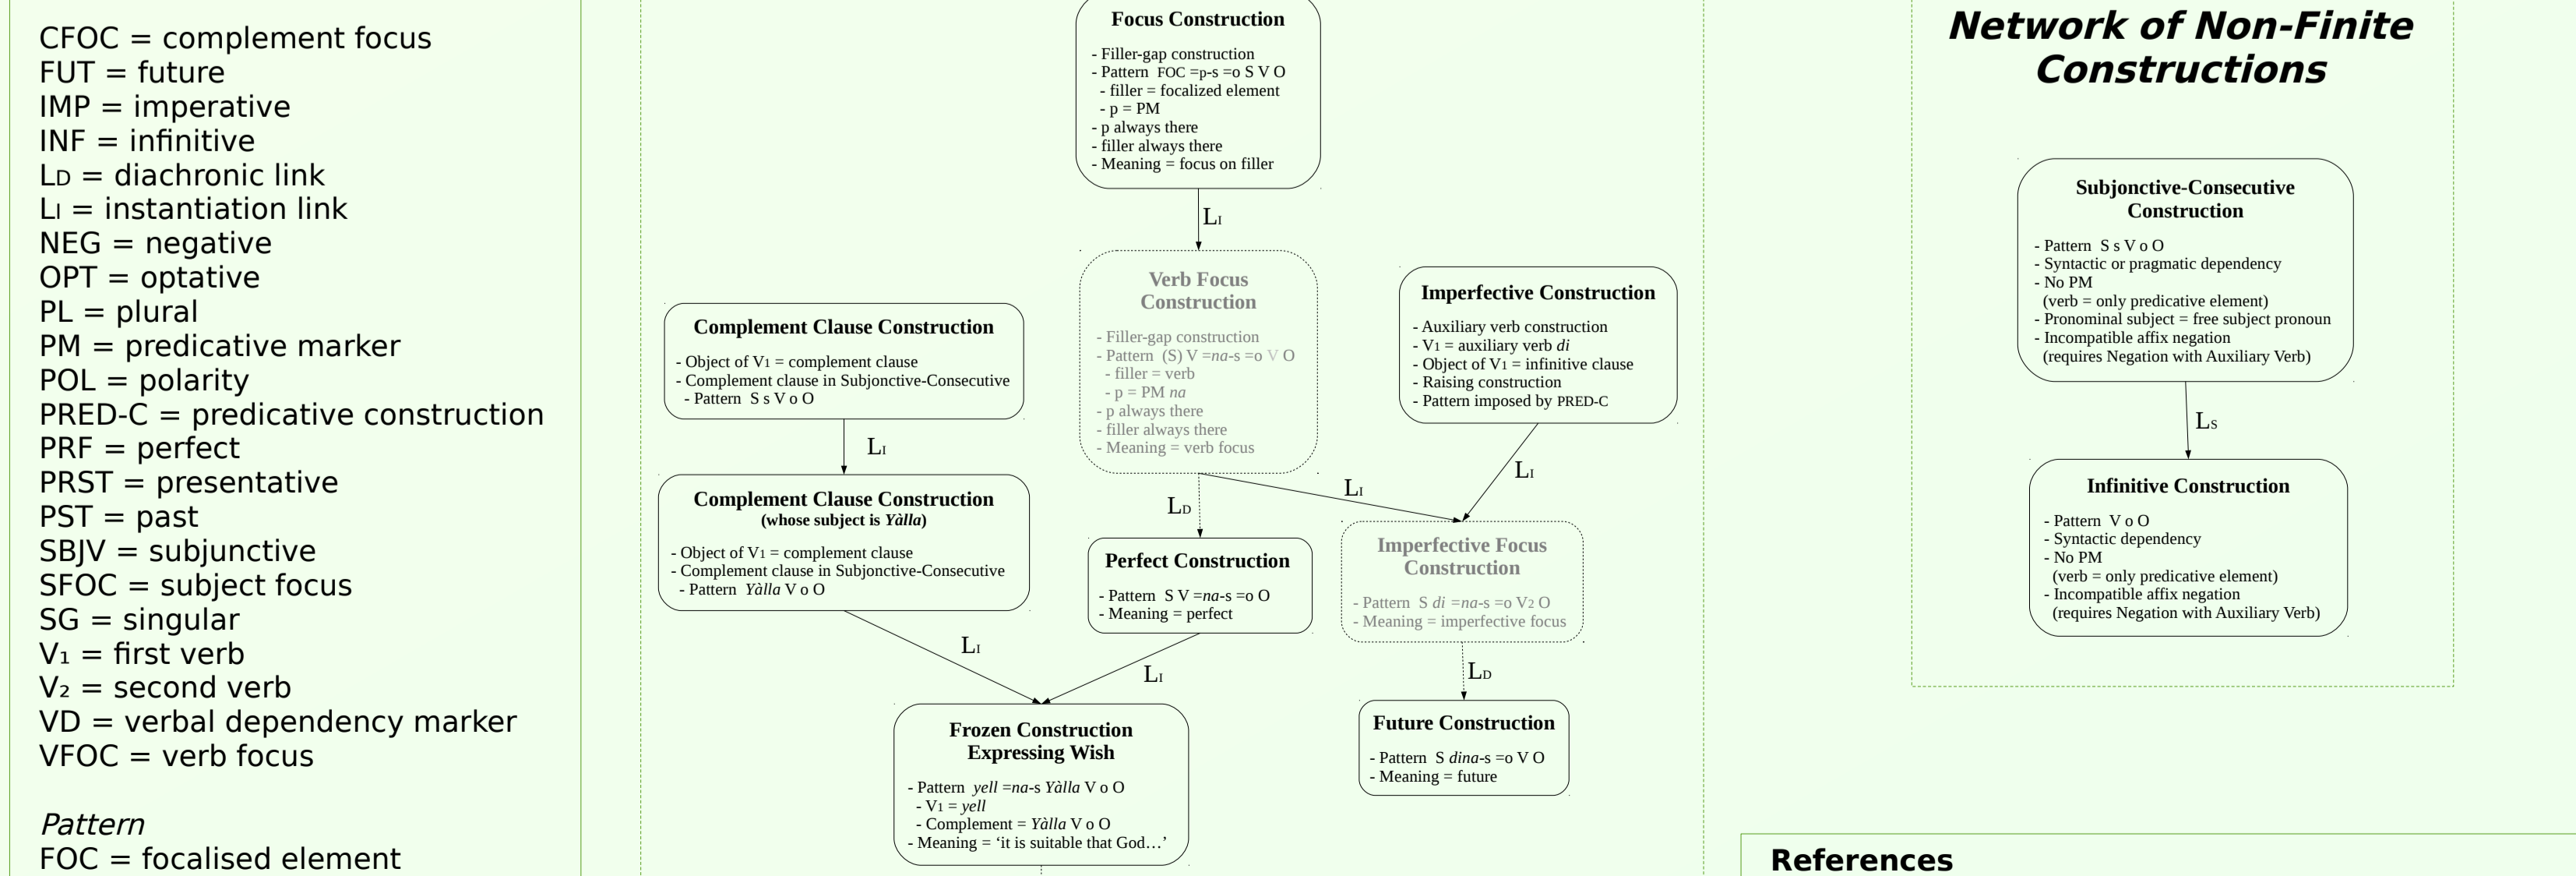 CFOC = complement focus
FUT = future
IMP = imperative
INF = infinitive
LD = diachronic link
LI = instantiation link
NEG = negative
OPT = optative
PL = plural
PM = predicative marker
POL = polarity
PRED-C = predicative construction
PRF = perfect
PRST = presentative
PST = past
SBJV = subjunctive
SFOC = subject focus
SG = singular
V₁ = first verb
V₂ = second verb
VD = verbal dependency marker
VFOC = verb focus
Pattern
FOC = focalised element
Focus Construction
- Filler-gap construction
- Pattern FOC =p-s =o S V O
- filler = focalized element
- p = PM
- p always there
- filler always there
- Meaning = focus on filler
LI
Verb Focus
Construction
- Filler-gap construction
- Pattern (S) V =na-s =o V O
- filler = verb
- p = PM na
- p always there
- filler always there
- Meaning = verb focus
Imperfective Construction
- Auxiliary verb construction
- V1 = auxiliary verb di
- Object of V1 = infinitive clause
- Raising construction
- Pattern imposed by PRED-C
Complement Clause Construction
- Object of V1 = complement clause
- Complement clause in Subjonctive-Consecutive
- Pattern S s V o O
LI
LI
LI
LD
Complement Clause Construction
(whose subject is Yàlla)
- Object of V1 = complement clause
- Complement clause in Subjonctive-Consecutive
- Pattern Yàlla V o O
Perfect Construction
- Pattern S V =na-s =o O
- Meaning = perfect
Imperfective Focus
Construction
- Pattern S di =na-s =o V2 O
- Meaning = imperfective focus
LI
LI
LD
Frozen Construction
Expressing Wish
- Pattern yell =na-s Yàlla V o O
- V1 = yell
- Complement = Yàlla V o O
- Meaning = ‘it is suitable that God…’
Future Construction
- Pattern S dina-s =o V O
- Meaning = future
Network of Non-Finite
Constructions
Subjonctive-Consecutive
Construction
- Pattern S s V o O
- Syntactic or pragmatic dependency
- No PM
(verb = only predicative element)
- Pronominal subject = free subject pronoun
- Incompatible affix negation
(requires Negation with Auxiliary Verb)
LS
Infinitive Construction
- Pattern V o O
- Syntactic dependency
- No PM
(verb = only predicative element)
- Incompatible affix negation
(requires Negation with Auxiliary Verb)
References